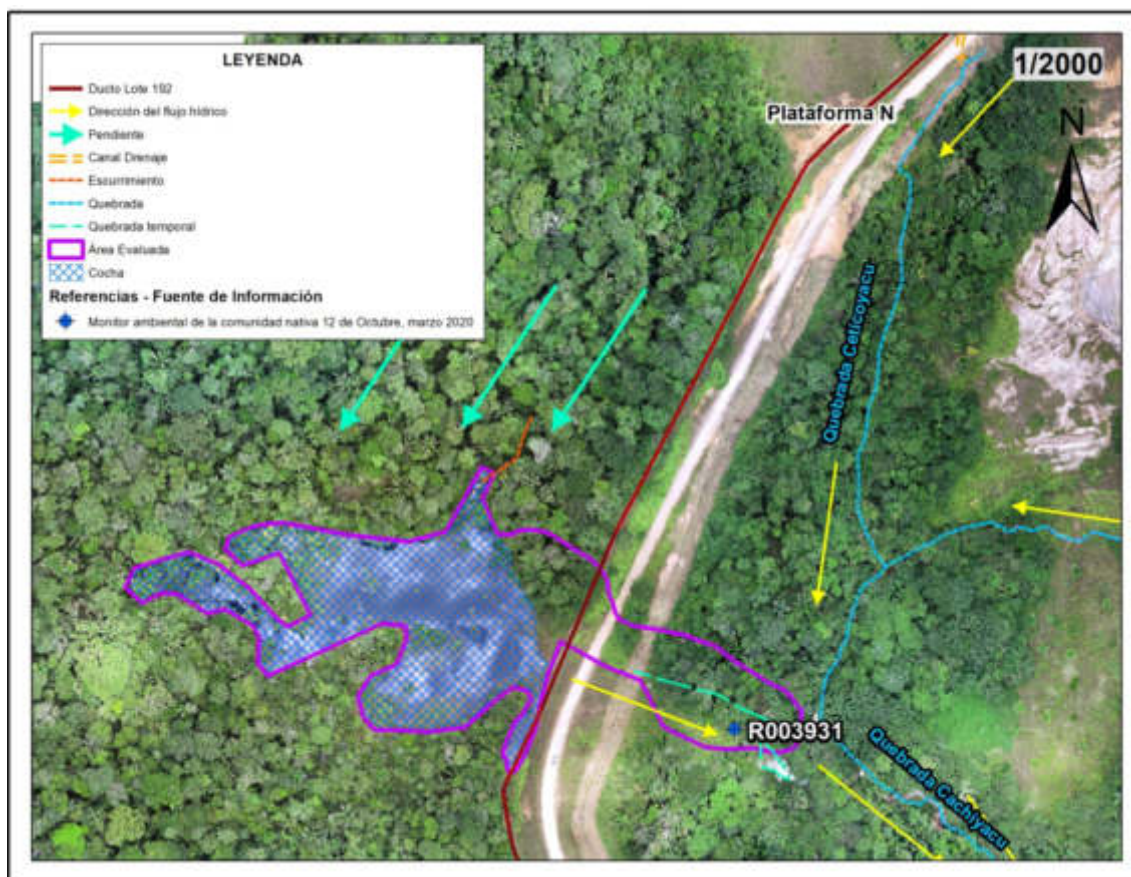 LEYENDA
Ducto Lote 192
Dirección del flujo hídrico
Pendiente
Canal Drenaje
Escurrimiento
Quebrada
Quebrada temporal
Área Evaluada
Cocha
Referencias - Fuente de Información
Monitor ambiental de la comunidad nativa 12 de Octubre, marzo 2020
1/2000
N
Plataforma N
Quebrada Ceticoyacu
R003931
Quebrada Cachiyacu